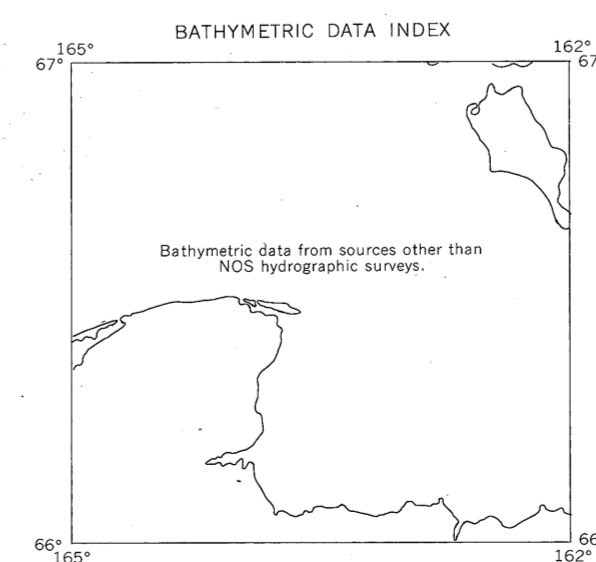 BATHYMETRIC DATA INDEX
165°
162°
67°
67
Bathymetric data from sources other than
NOS hydrographic surveys.
66°
66
165°
162°